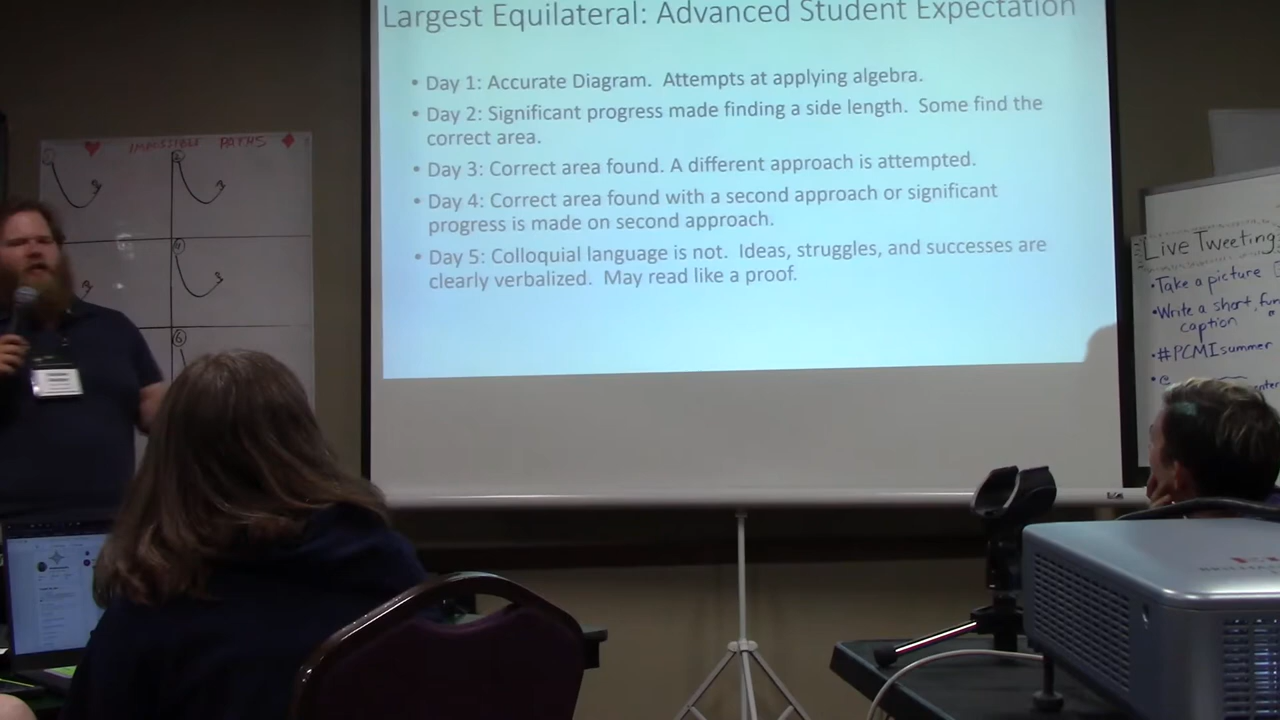 Largest Equilateral: Advanced Student Expectation
• Day 1: Accurate Diagram. Attempts at applying algebra.
• Day 2: Significant progress made finding a side length. Some find the
correct area.
• Day 3: Correct area found. A different approach is attempted.
• Day 4: Correct area found with a second approach or significant
progress is made on second approach.
• Day 5: Colloquial language is not. Ideas, struggles, and successes are
clearly verbalized. May read like a proof.
IMPOSSIBLE PATHS
Live Tweeting
• Take a picture
• Write a short, fun
caption
• #PCMIsummer